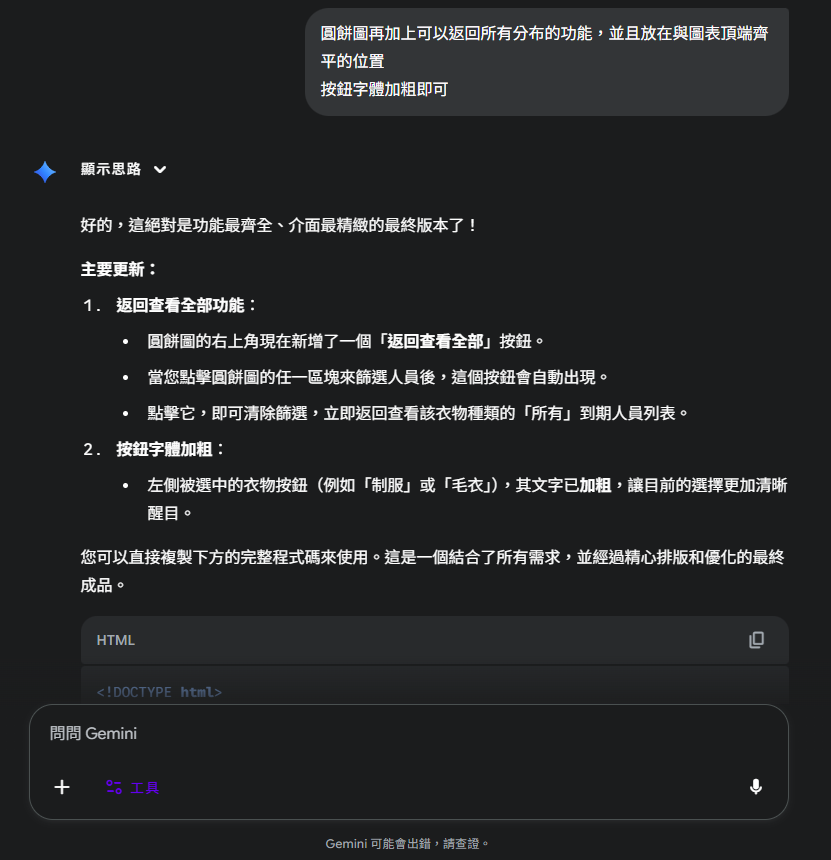 圓餅圖再加上可以返回所有分布的功能，並且放在與圖表頂端齊
平的位置
按鈕字體加粗即可
顯示思路
好的，這絕對是功能最齊全、介面最精緻的最終版本了！
主要更新：
1. 返回查看全部功能：
• 圓餅圖的右上角現在新增了一個「返回查看全部」按鈕。
• 當您點擊圓餅圖的任一區塊來篩選人員後，這個按鈕會自動出現。
• 點擊它，即可清除篩選，立即返回查看該衣物種類的「所有」到期人員列表。
2. 按鈕字體加粗：
• 左側被選中的衣物按鈕（例如「制服」或「毛衣」），其文字已加粗，讓目前的選擇更加清晰
醒目。
您可以直接複製下方的完整程式碼來使用。這是一個結合了所有需求，並經過精心排版和優化的最終
成品。
HTML
<!DOCTYPE html>
問問 Gemini
工具
Gemini 可能會出錯，請查證。